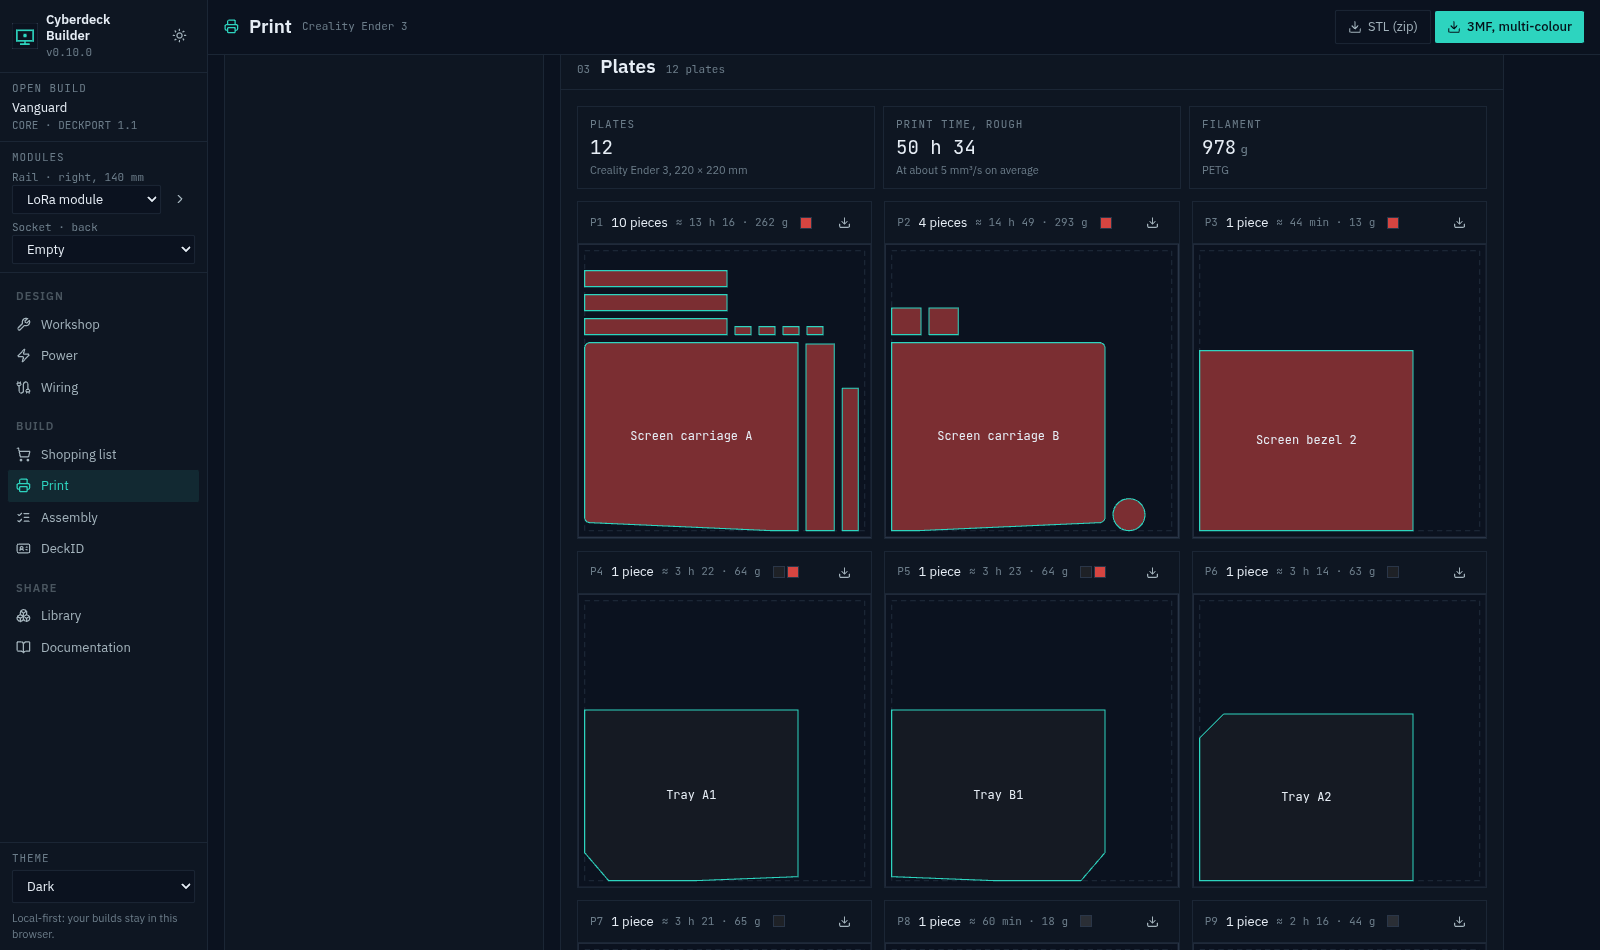 Cyberdeck
Builder
v0.10.0
OPEN BUILD
Vanguard
CORE · DECKPORT 1.1
MODULES
Rail · right, 140 mm
LoRa module
Socket · back
Empty
DESIGN
Workshop
Power
Wiring
BUILD
Shopping list
Print
Assembly
DeckID
SHARE
Library
Documentation
THEME
Dark
Local-first: your builds stay in this
browser.
Print Creality Ender 3
STL (zip)
3MF, multi-colour
03 Plates 12 plates
PLATES
12
Creality Ender 3, 220 × 220 mm
PRINT TIME, ROUGH
50 h 34
At about 5 mm³/s on average
FILAMENT
978 g
PETG
P1 10 pieces ≈ 13 h 16 · 262 g
Screen carriage A
P2 4 pieces ≈ 14 h 49 · 293 g
Screen carriage B
P3 1 piece ≈ 44 min · 13 g
Screen bezel 2
P4 1 piece ≈ 3 h 22 · 64 g
Tray A1
P5 1 piece ≈ 3 h 23 · 64 g
Tray B1
P6 1 piece ≈ 3 h 14 · 63 g
Tray A2
P7 1 piece ≈ 3 h 21 · 65 g
P8 1 piece ≈ 60 min · 18 g
P9 1 piece ≈ 2 h 16 · 44 g